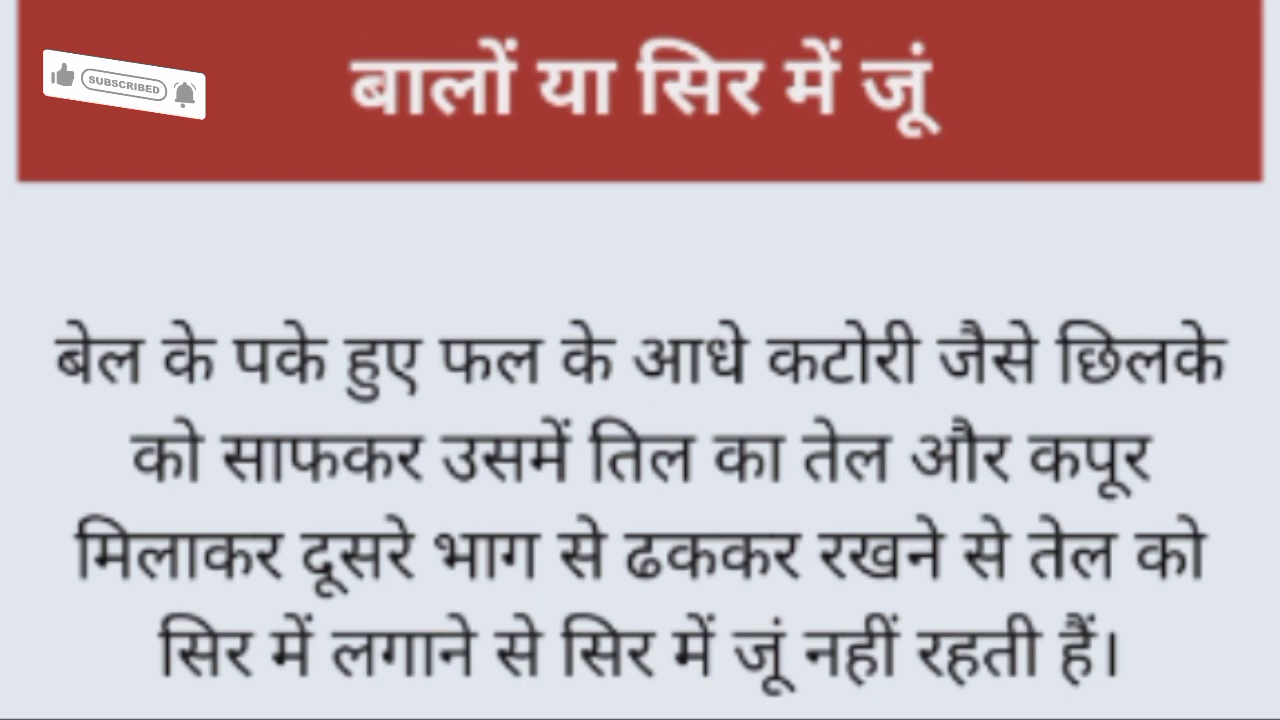 बालों या सिर में जूं
SUBSCRIBED
बेल के पके हुए फल के आधे कटोरी जैसे छिलके
को साफकर उसमें तिल का तेल और कपूर
मिलाकर दूसरे भाग से ढककर रखने से तेल को
सिर में लगाने से सिर में जूं नहीं रहती हैं।